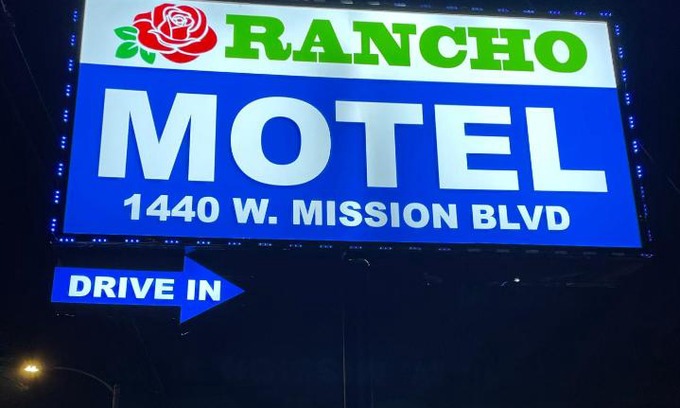 RANCHO
MOTEL
1440 W. MISSION BLVD
DRIVE IN